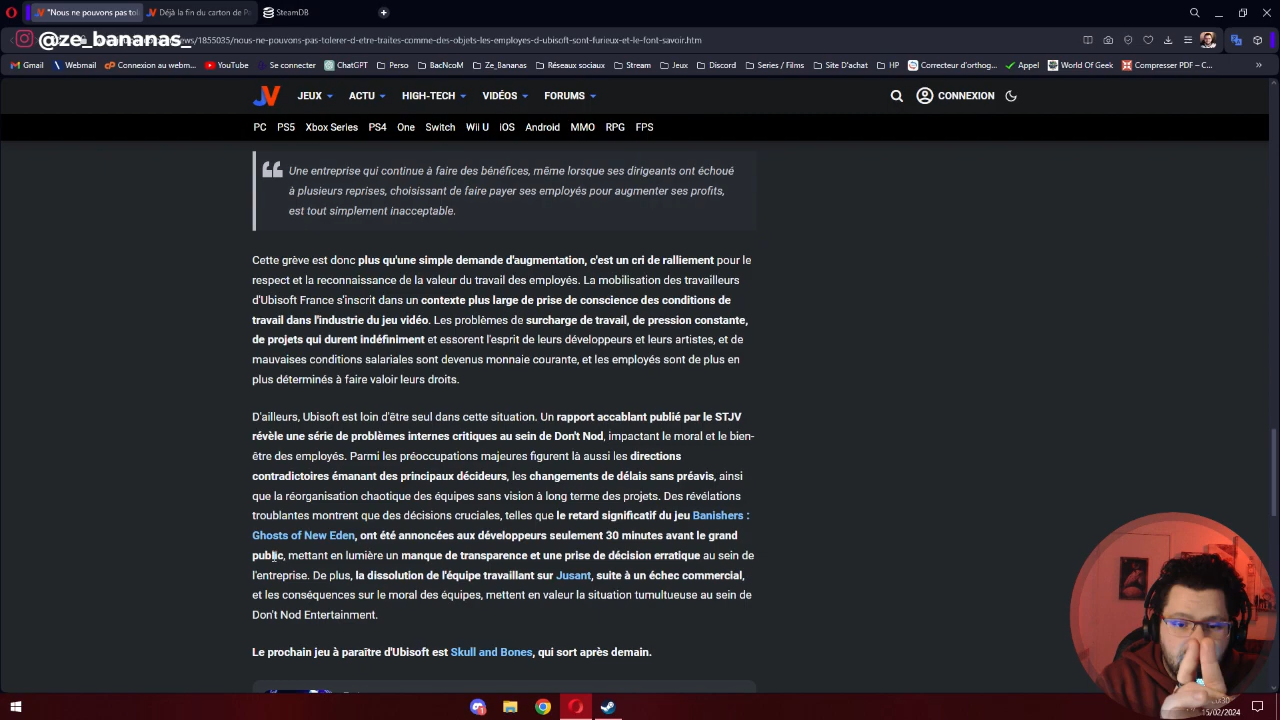 "Nous ne pouvons pas tol
Déjà la fin du carton de Pa
SteamDB
@ze_bananas_
news/1855035/nous-ne-pouvons-pas-tolerer-d-etre-traites-comme-des-objets-les-employes-d-ubisoft-sont-furieux-et-le-font-savoir.htm
Gmail Webmail Connexion au webm... YouTube Se connecter ChatGPT Perso BacNcoM Ze_Bananas Réseaux sociaux Stream Jeux Discord Series / Films Site D'achat HP Correcteur d'orthog... Appel World Of Geek Compresser PDF – C... »
JV JEUX ACTU HIGH-TECH VIDÉOS FORUMS CONNEXION
PC PS5 Xbox Series PS4 One Switch Wii U iOS Android MMO RPG FPS
Une entreprise qui continue à faire des bénéfices, même lorsque ses dirigeants ont échoué
à plusieurs reprises, choisissant de faire payer ses employés pour augmenter ses profits,
est tout simplement inacceptable.
Cette grève est donc plus qu'une simple demande d'augmentation, c'est un cri de ralliement pour le
respect et la reconnaissance de la valeur du travail des employés. La mobilisation des travailleurs
d'Ubisoft France s'inscrit dans un contexte plus large de prise de conscience des conditions de
travail dans l'industrie du jeu vidéo. Les problèmes de surcharge de travail, de pression constante,
de projets qui durent indéfiniment et essorent l'esprit de leurs développeurs et leurs artistes, et de
mauvaises conditions salariales sont devenus monnaie courante, et les employés sont de plus en
plus déterminés à faire valoir leurs droits.
D'ailleurs, Ubisoft est loin d'être seul dans cette situation. Un rapport accablant publié par le STJV
révèle une série de problèmes internes critiques au sein de Don't Nod, impactant le moral et le bien-
être des employés. Parmi les préoccupations majeures figurent là aussi les directions
contradictoires émanant des principaux décideurs, les changements de délais sans préavis, ainsi
que la réorganisation chaotique des équipes sans vision à long terme des projets. Des révélations
troublantes montrent que des décisions cruciales, telles que le retard significatif du jeu Banishers :
Ghosts of New Eden, ont été annoncées aux développeurs seulement 30 minutes avant le grand
public, mettant en lumière un manque de transparence et une prise de décision erratique au sein de
l'entreprise. De plus, la dissolution de l'équipe travaillant sur Jusant, suite à un échec commercial,
et les conséquences sur le moral des équipes, mettent en valeur la situation tumultueuse au sein de
Don't Nod Entertainment.
Le prochain jeu à paraître d'Ubisoft est Skull and Bones, qui sort après demain.
15/02/2024